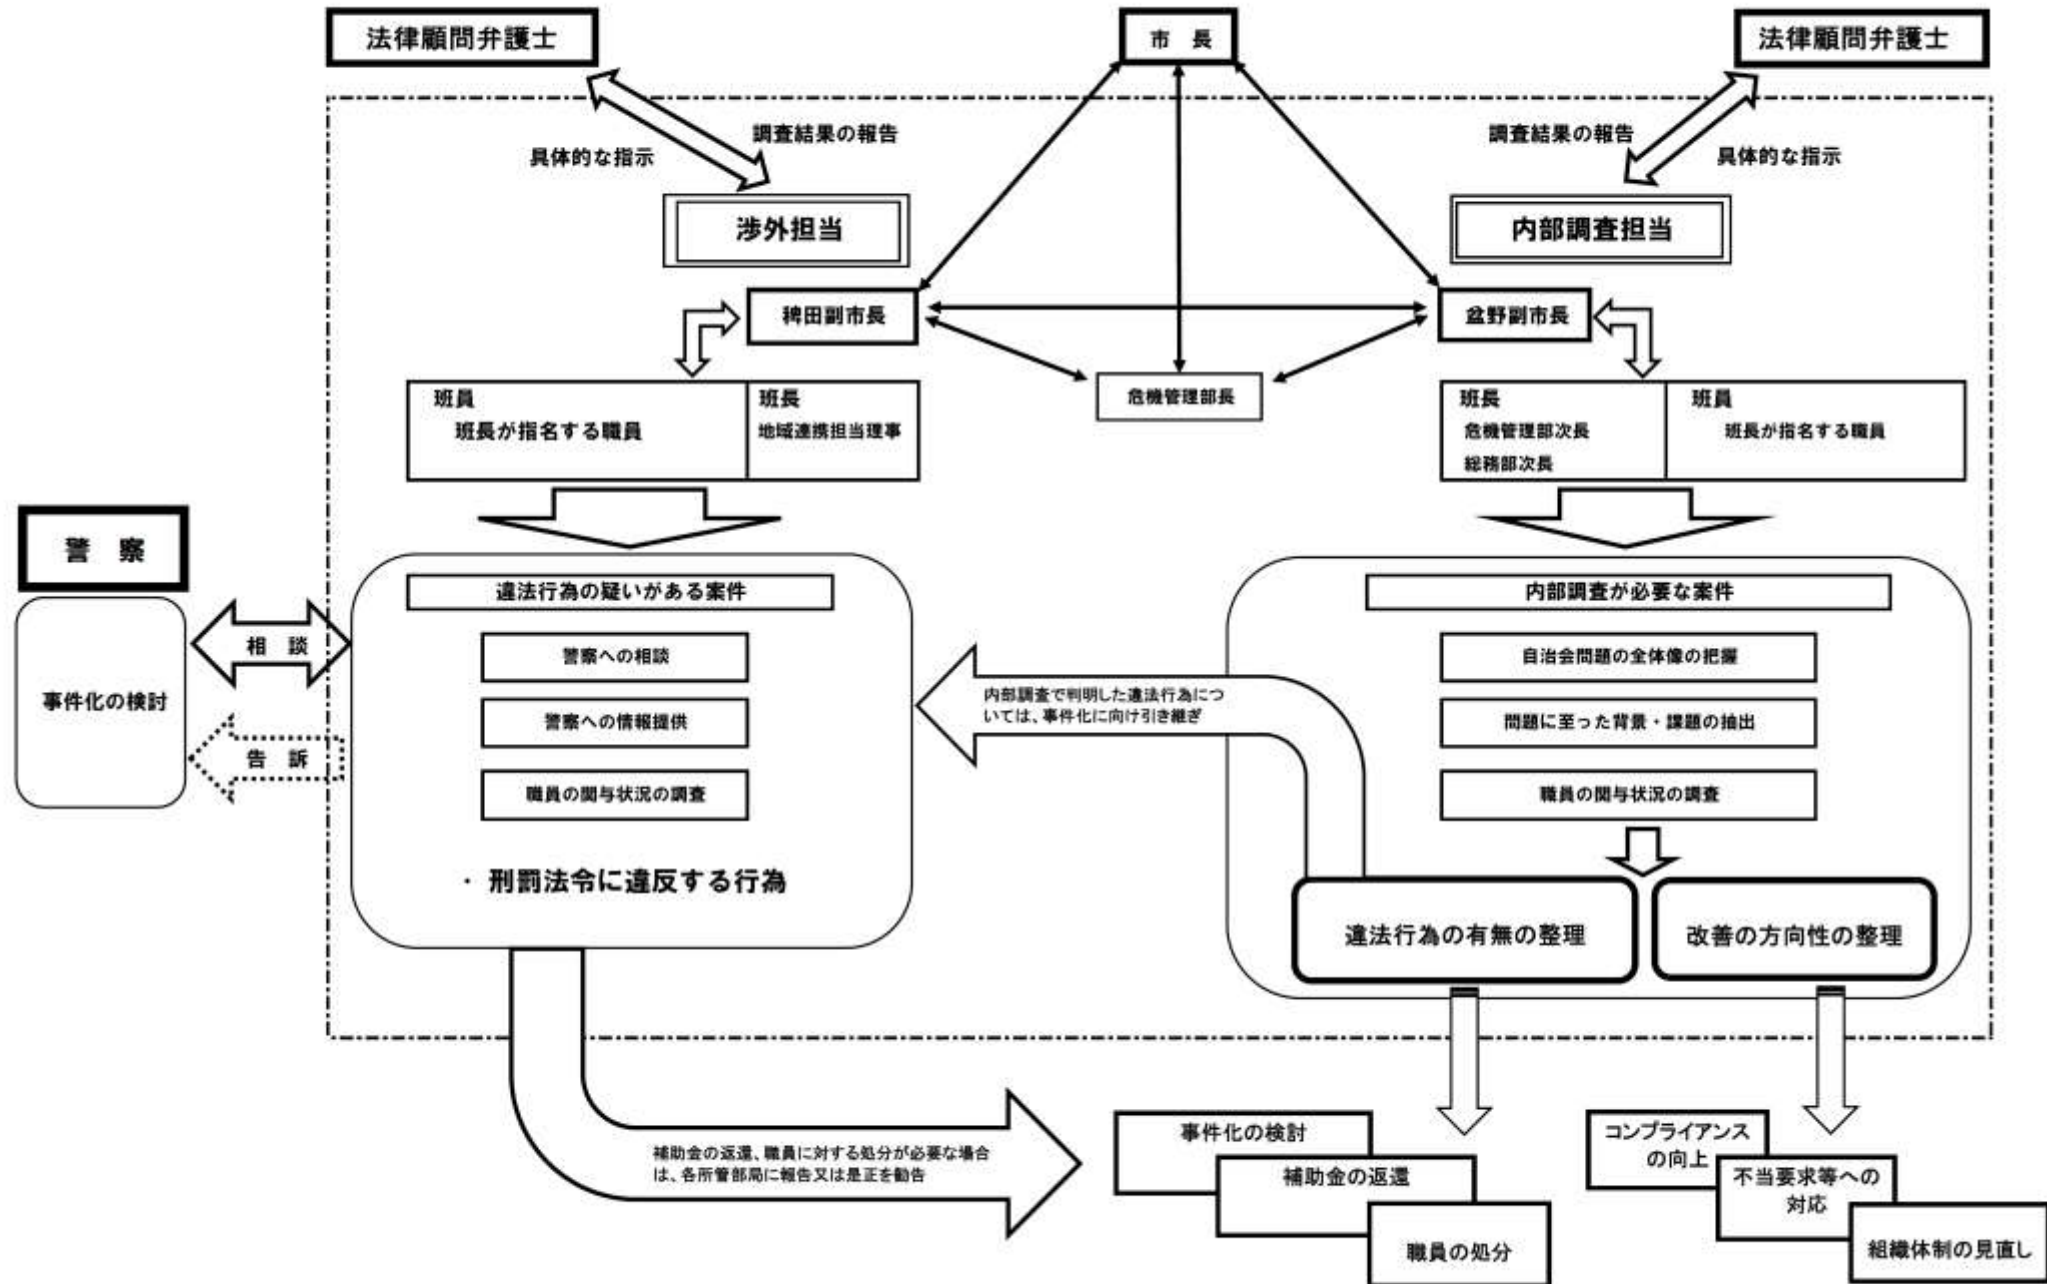 法律顧問弁護士
市　長
法律顧問弁護士
調査結果の報告
具体的な指示
調査結果の報告
具体的な指示
渉外担当
内部調査担当
稗田副市長
盆野副市長
危機管理部長
班員
班長が指名する職員
班長
地域連携担当理事
班長
危機管理部次長
総務部次長
班員
班長が指名する職員
警　察
事件化の検討
相　談
告　訴
違法行為の疑いがある案件
警察への相談
警察への情報提供
職員の関与状況の調査
・ 刑罰法令に違反する行為
内部調査で判明した違法行為につ
いては、事件化に向け引き継ぎ
内部調査が必要な案件
自治会問題の全体像の把握
問題に至った背景・課題の抽出
職員の関与状況の調査
違法行為の有無の整理
改善の方向性の整理
補助金の返還、職員に対する処分が必要な場合
は、各所管部局に報告又は是正を勧告
事件化の検討
補助金の返還
職員の処分
コンプライアンス
の向上
不当要求等への
対応
組織体制の見直し